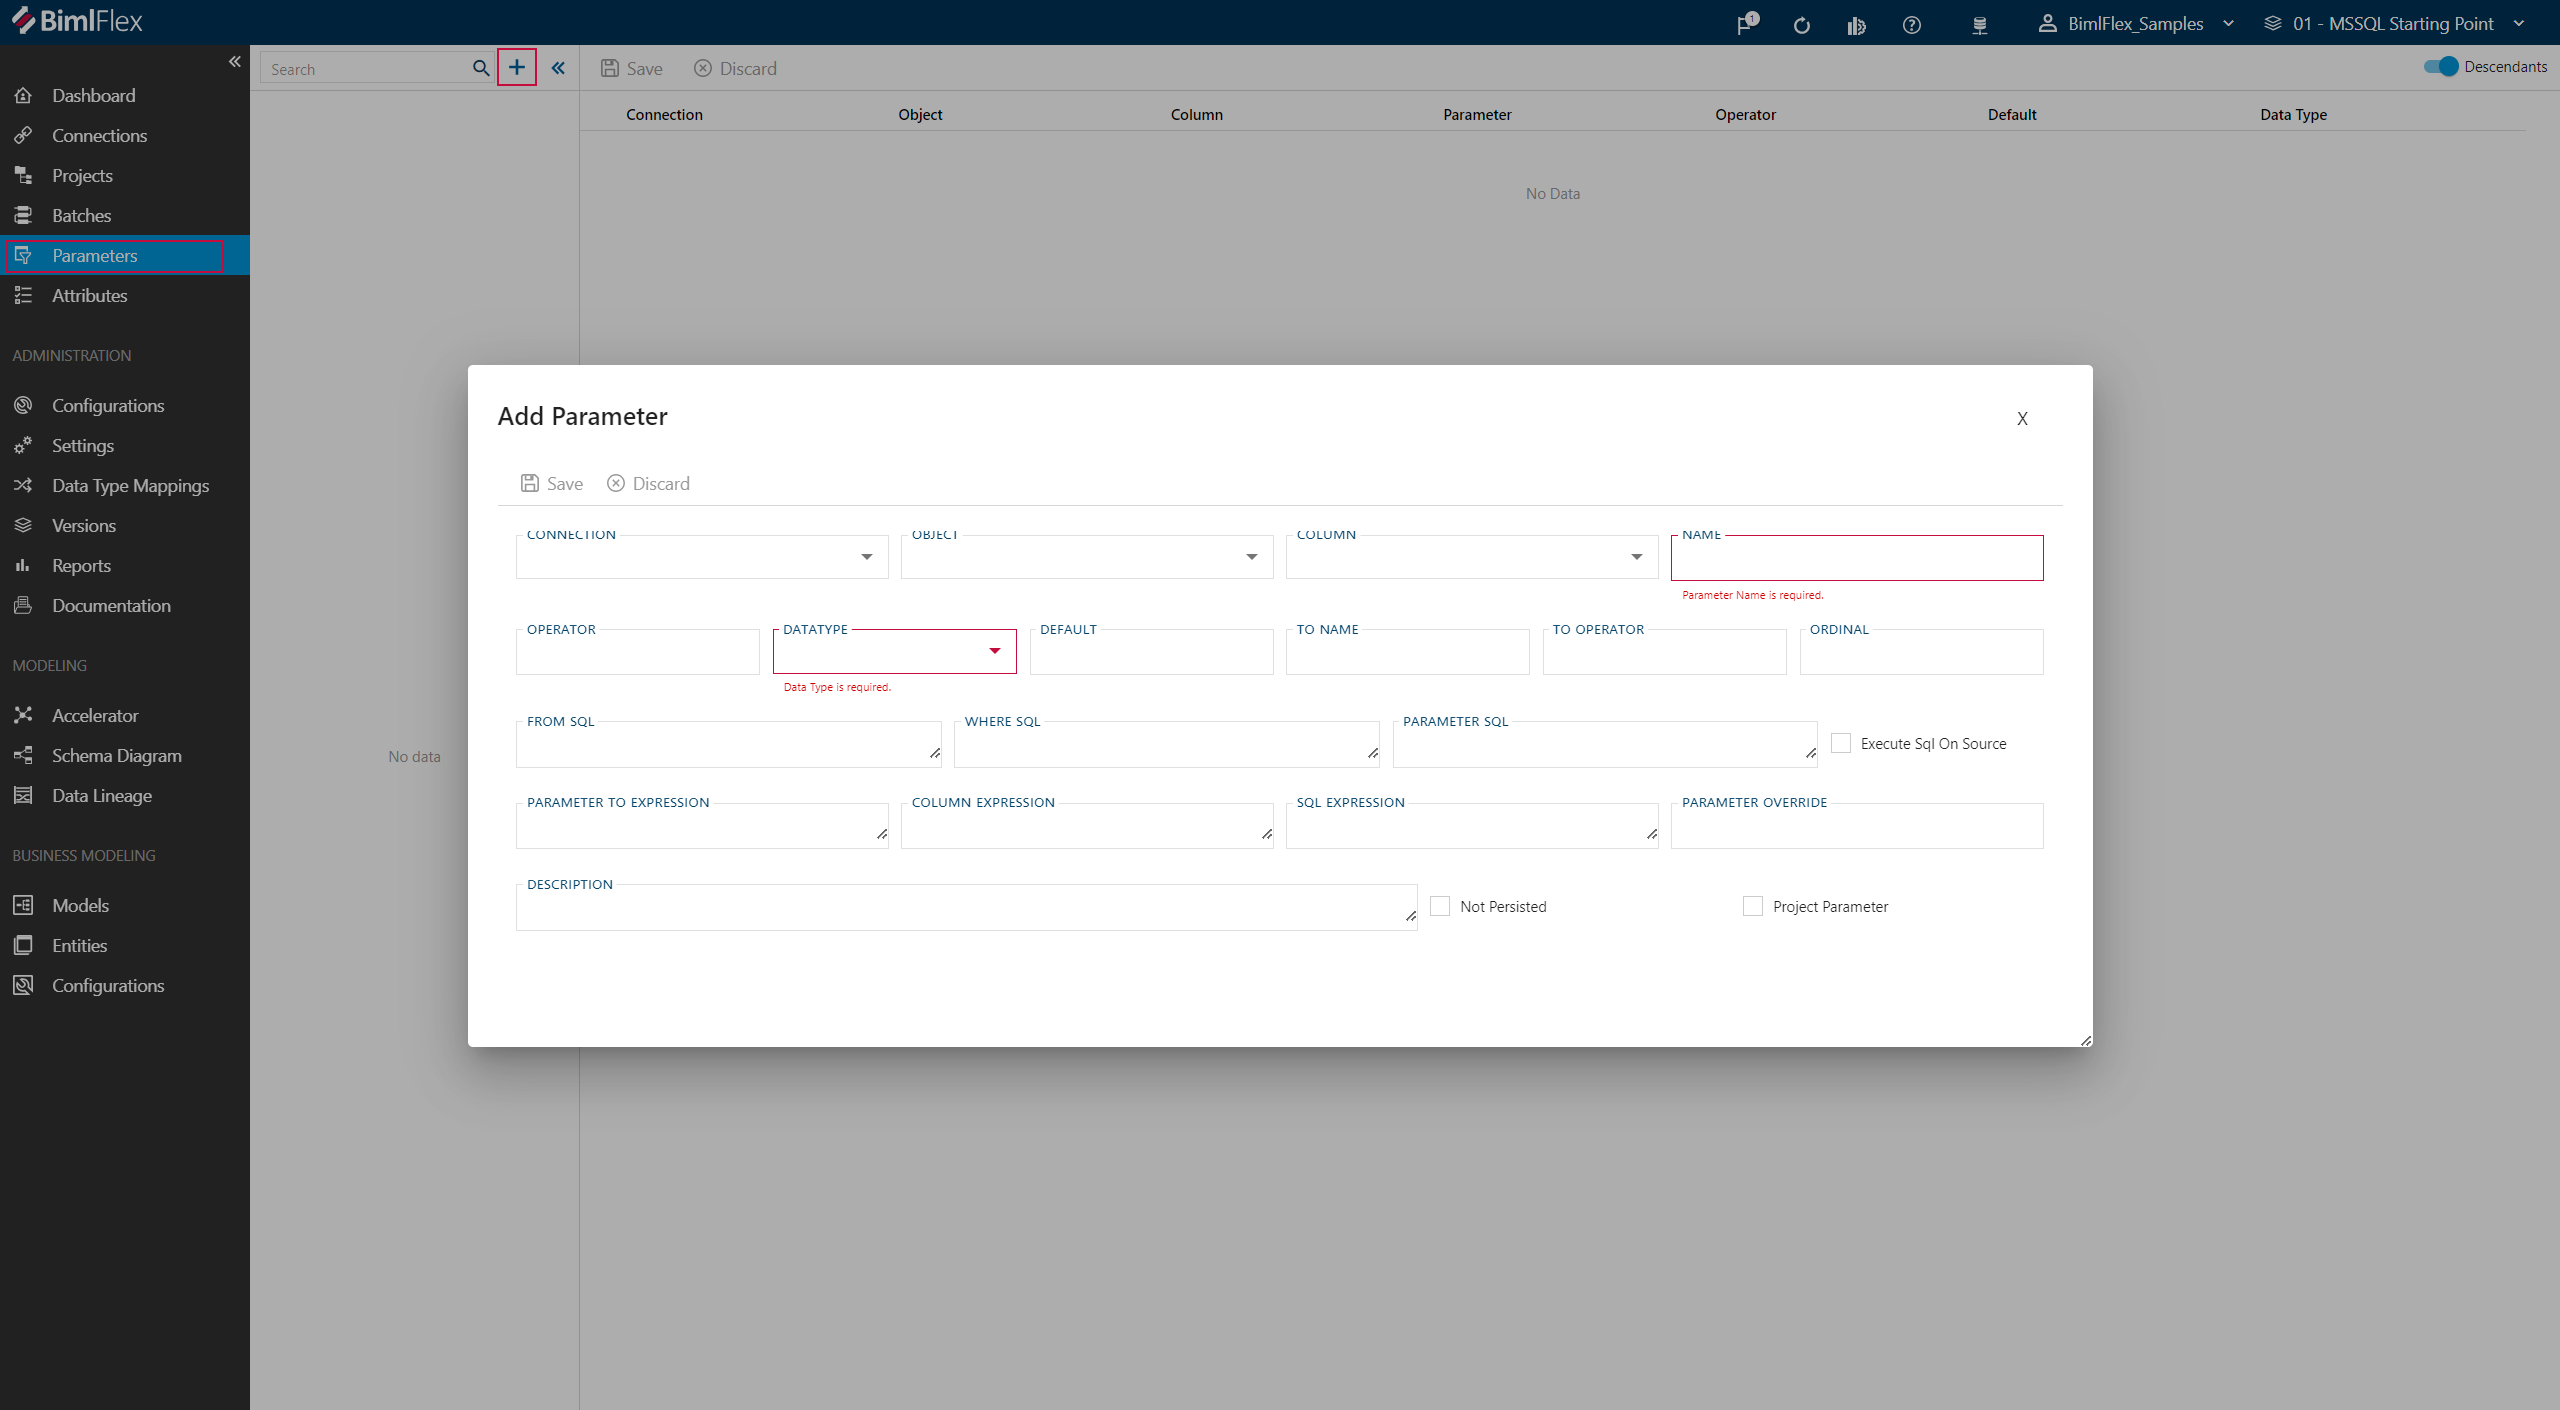 BimlFlex
1
BimlFlex_Samples
01 - MSSQL Starting Point
Search
Save
Discard
Descendants
Dashboard
Connections
Projects
Batches
Parameters
Attributes
ADMINISTRATION
Configurations
Settings
Data Type Mappings
Versions
Reports
Documentation
MODELING
Accelerator
Schema Diagram
Data Lineage
BUSINESS MODELING
Models
Entities
Configurations
No data
Connection Object Column Parameter Operator Default Data Type
No Data
Add Parameter
X
Save Discard
CONNECTION OBJECT COLUMN NAME
Parameter Name is required.
OPERATOR DATATYPE DEFAULT TO NAME TO OPERATOR ORDINAL
Data Type is required.
FROM SQL WHERE SQL PARAMETER SQL
Execute Sql On Source
PARAMETER TO EXPRESSION COLUMN EXPRESSION SQL EXPRESSION PARAMETER OVERRIDE
DESCRIPTION
Not Persisted Project Parameter